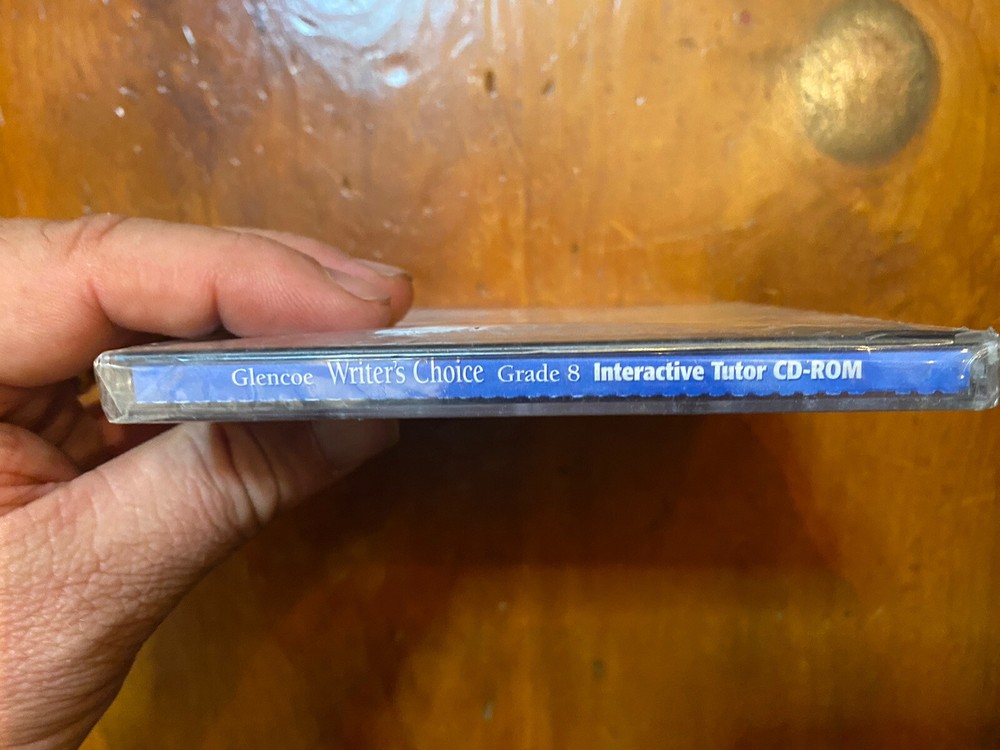 Glencoe Writer's Choice Grade 8 Interactive Tutor CD-ROM